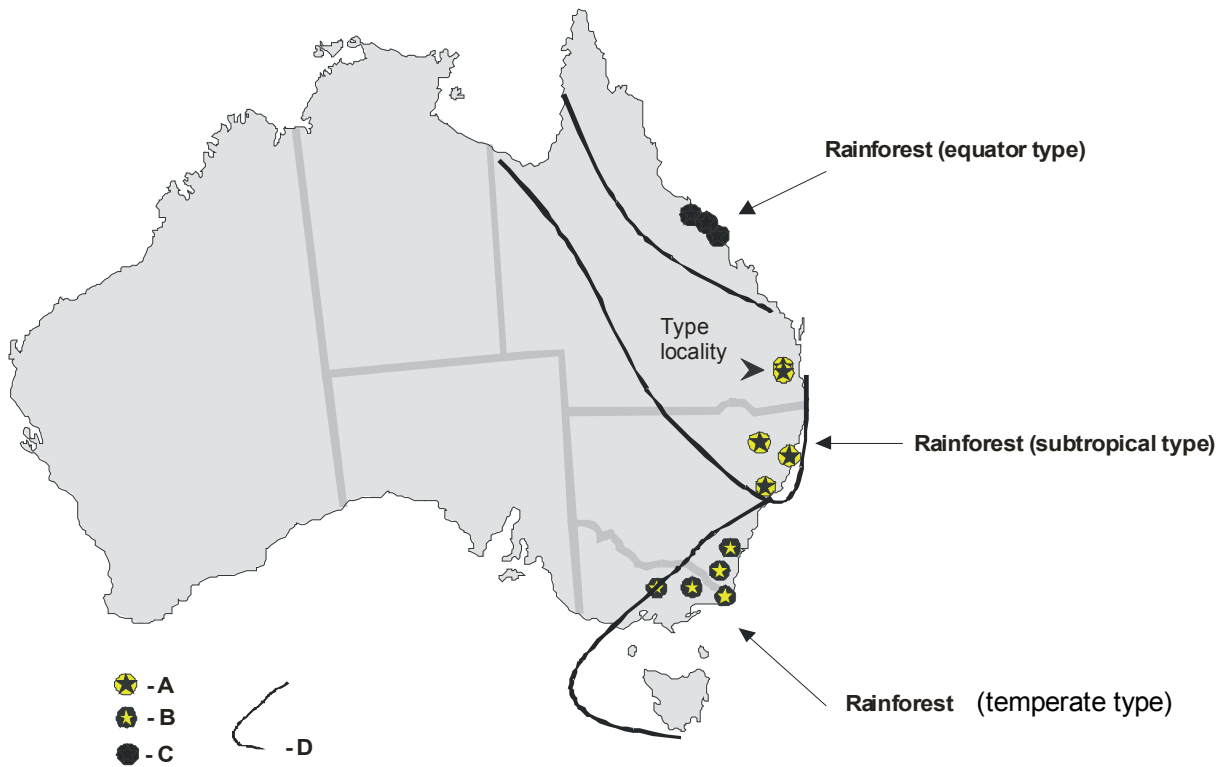 Rainforest (equator type)
Type
locality
Rainforest (subtropical type)
Rainforest (temperate type)
- A
- B
- C
- D